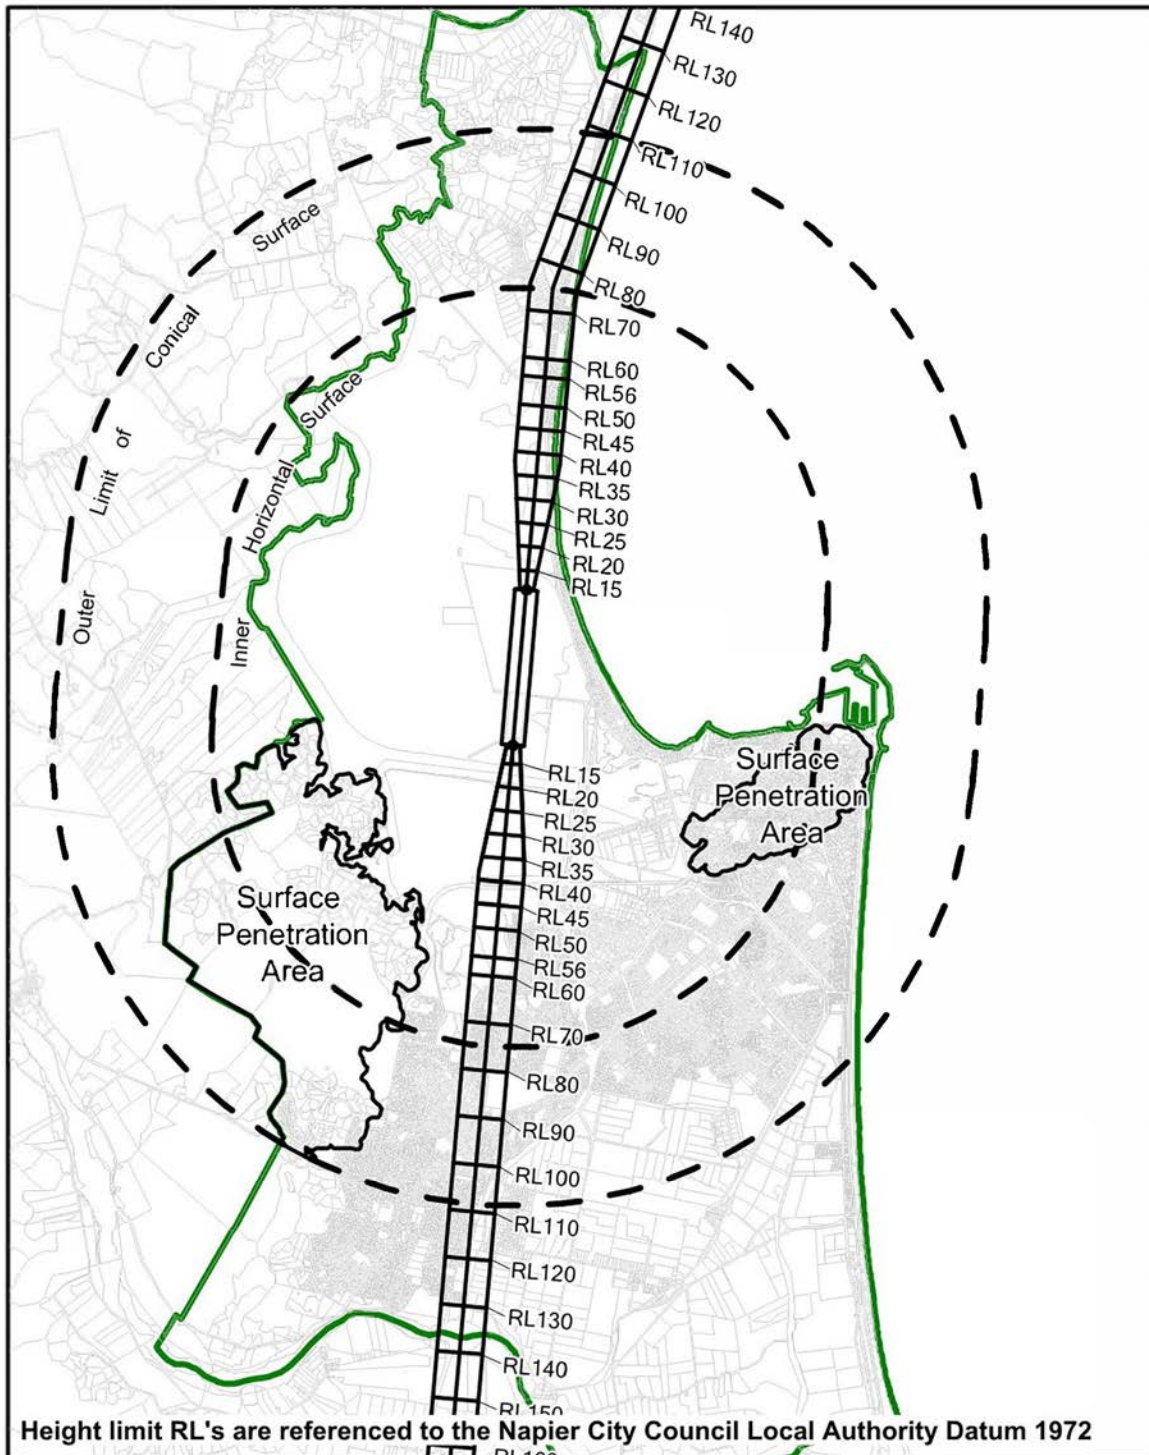 RL140
RL130
RL120
RL110
RL100
RL90
RL80
RL70
RL60
RL56
RL50
RL45
RL40
RL35
RL30
RL25
RL20
RL15
Outer Limit of Conical Surface
Inner Horizontal Surface
Surface
Penetration
Area
Surface
Penetration
Area
RL15
RL20
RL25
RL30
RL35
RL40
RL45
RL50
RL56
RL60
RL70
RL80
RL90
RL100
RL110
RL120
RL130
RL140
RL150
Height limit RL's are referenced to the Napier City Council Local Authority Datum 1972